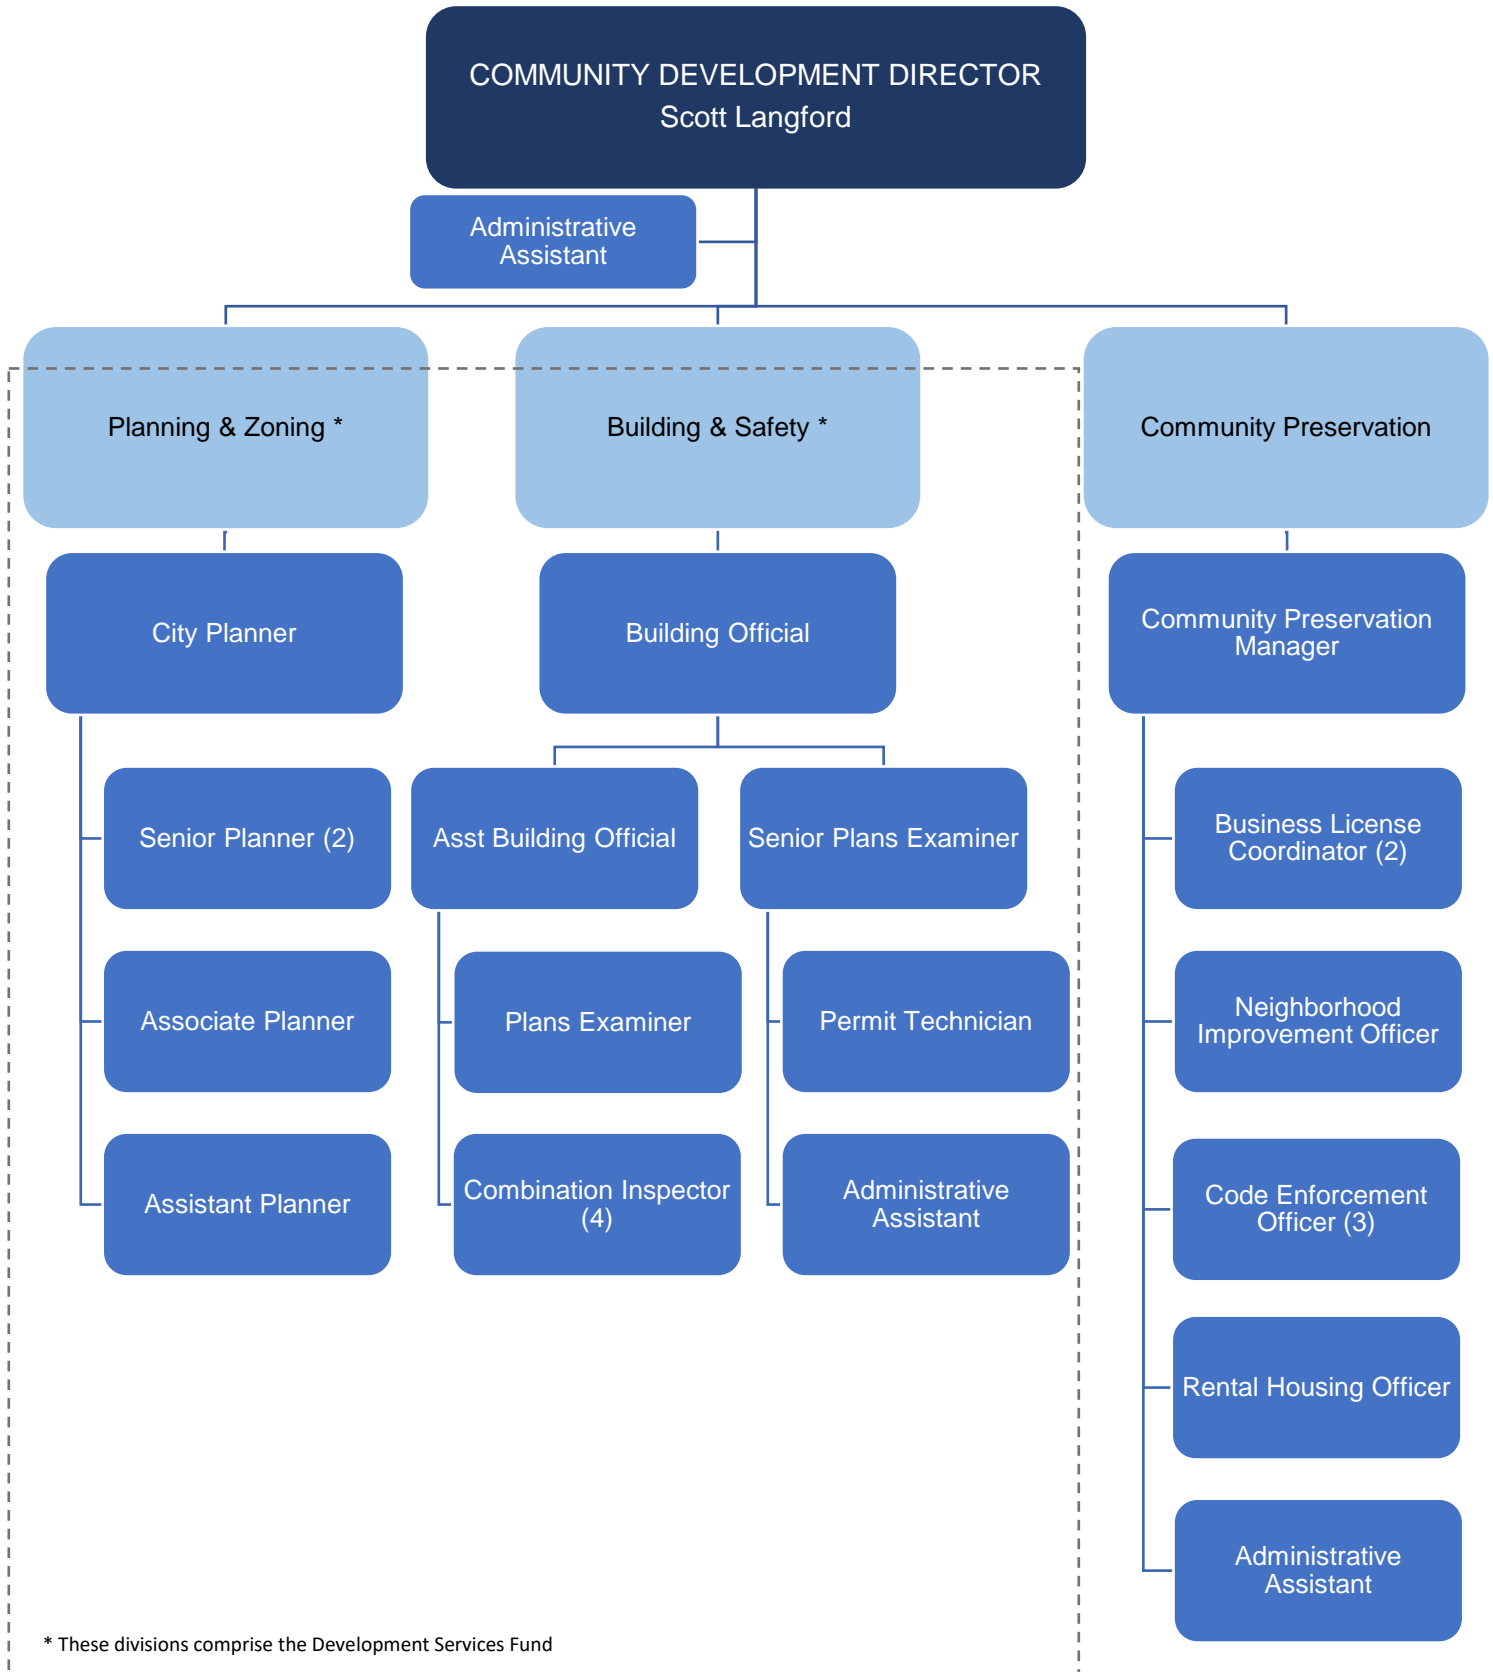 COMMUNITY DEVELOPMENT DIRECTOR
Scott Langford
Administrative
Assistant
Planning & Zoning *
Building & Safety *
Community Preservation
City Planner
Building Official
Community Preservation
Manager
Senior Planner (2)
Asst Building Official
Senior Plans Examiner
Business License
Coordinator (2)
Associate Planner
Plans Examiner
Permit Technician
Neighborhood
Improvement Officer
Assistant Planner
Combination Inspector
(4)
Administrative
Assistant
Code Enforcement
Officer (3)
Rental Housing Officer
Administrative
Assistant
* These divisions comprise the Development Services Fund